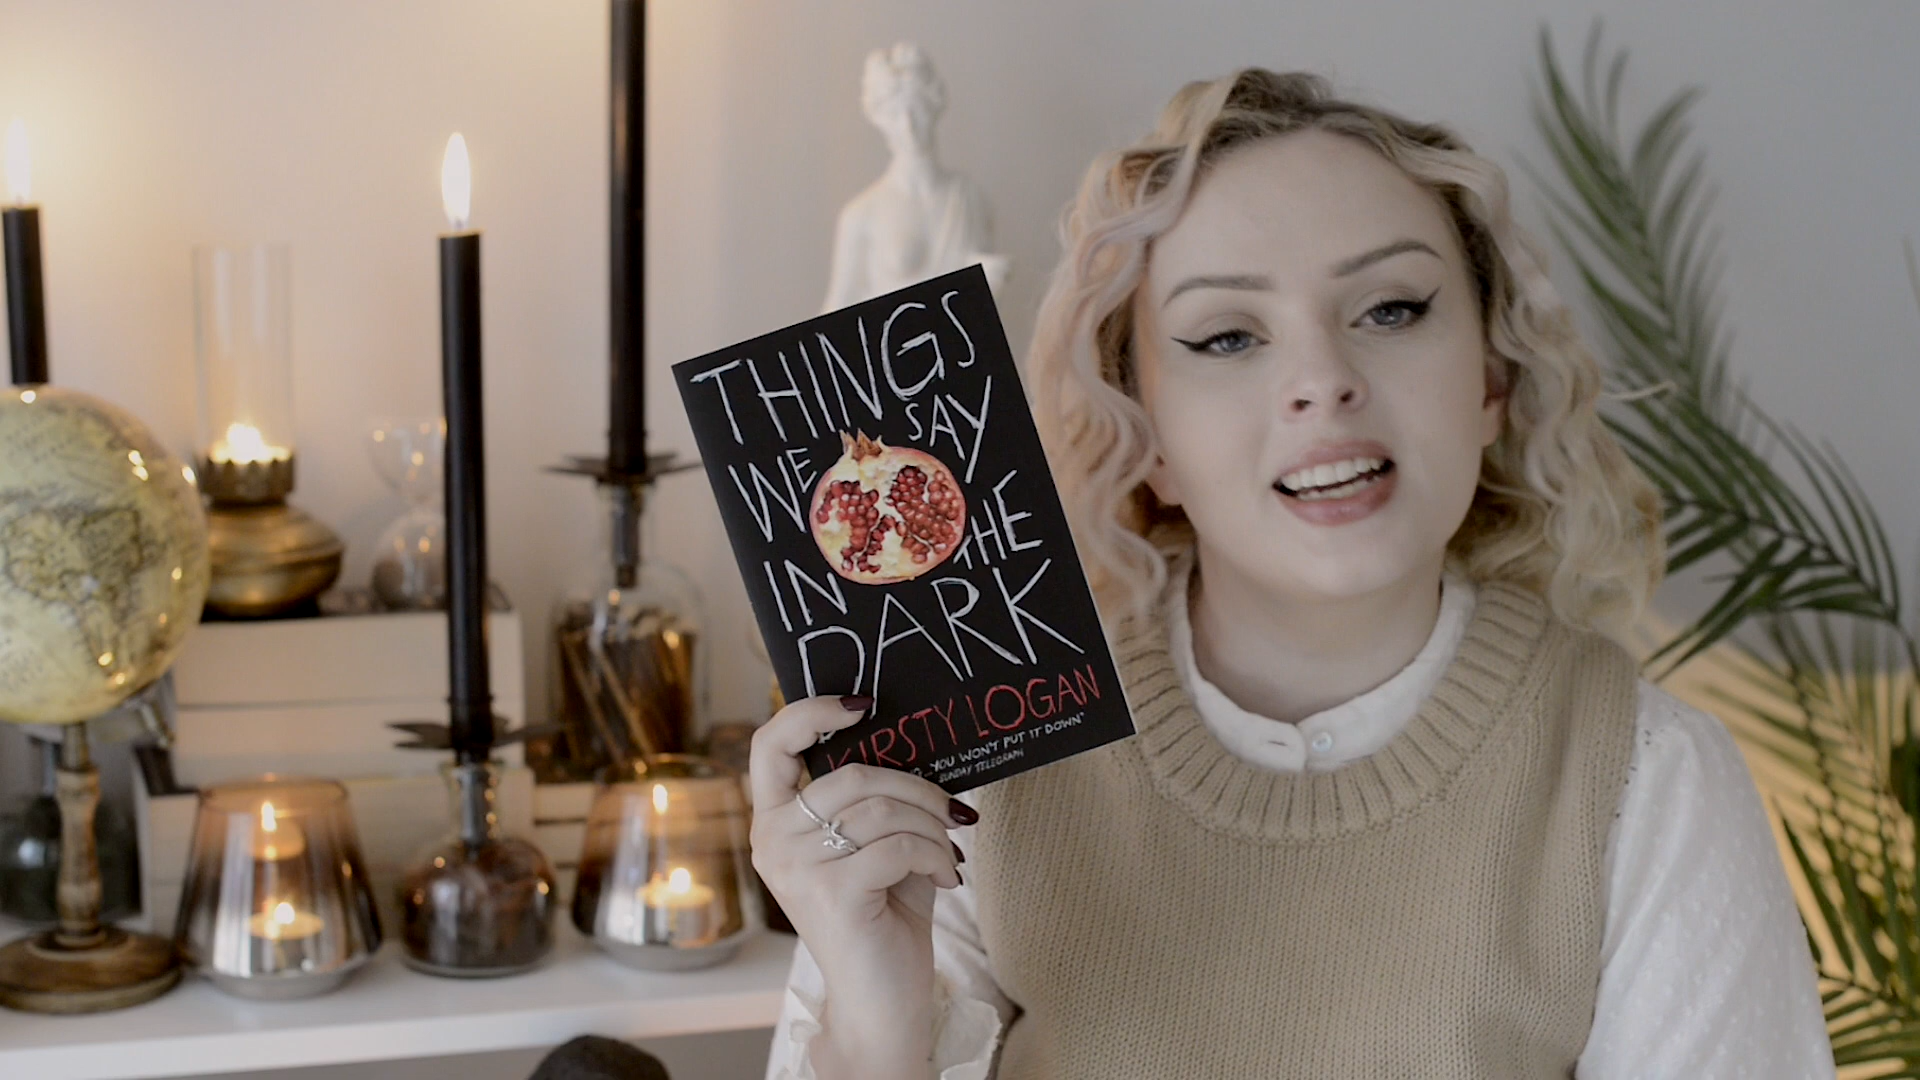 THINGS
SAY
WE
THE
IN
DARK
KIRSTY LOGAN
YOU WON'T PUT IT DOWN"
SUNDAY TELEGRAPH